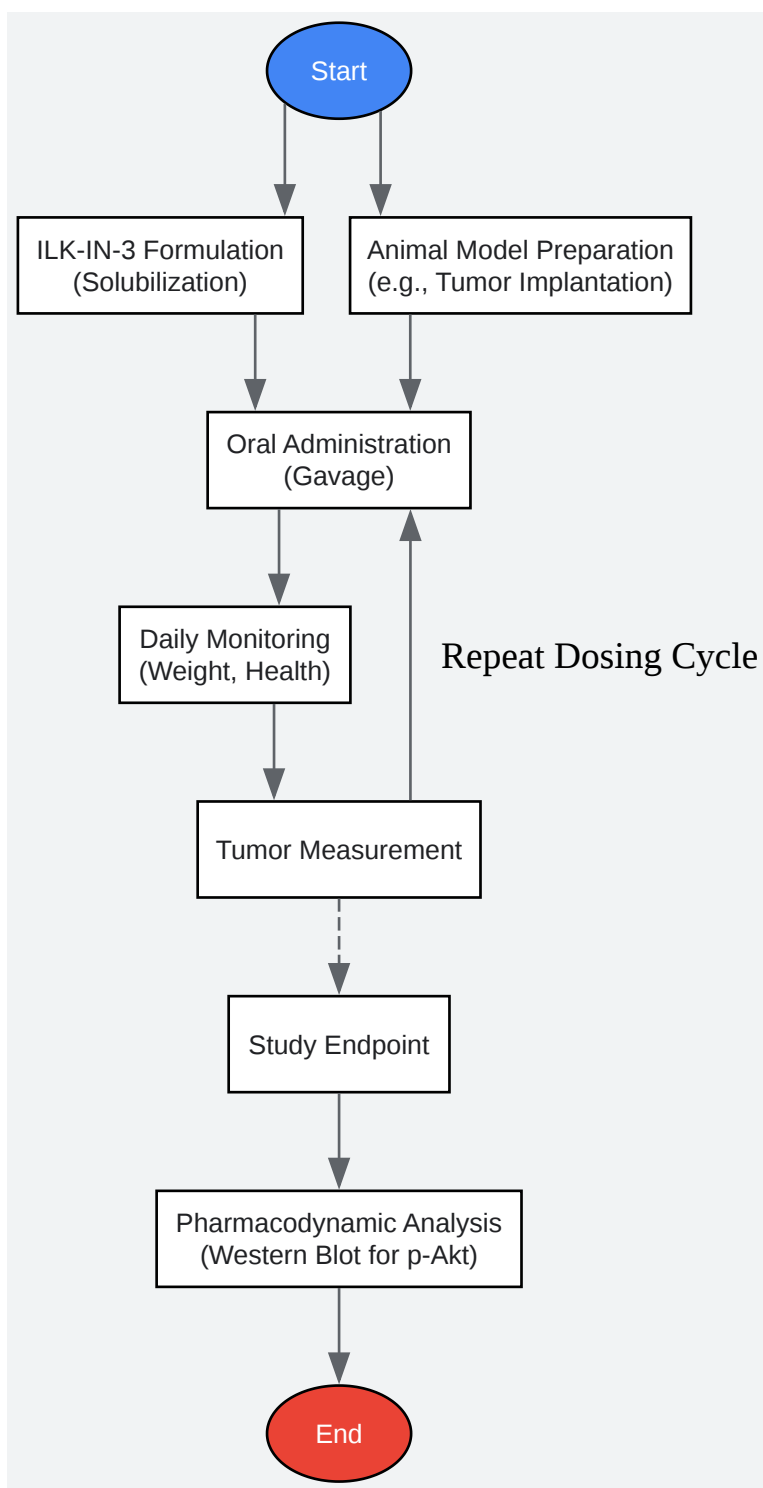 Start
ILK-IN-3 Formulation
(Solubilization)
Animal Model Preparation
(e.g., Tumor Implantation)
Oral Administration
(Gavage)
Daily Monitoring
(Weight, Health)
Repeat Dosing Cycle
Tumor Measurement
Study Endpoint
Pharmacodynamic Analysis
(Western Blot for p-Akt)
End